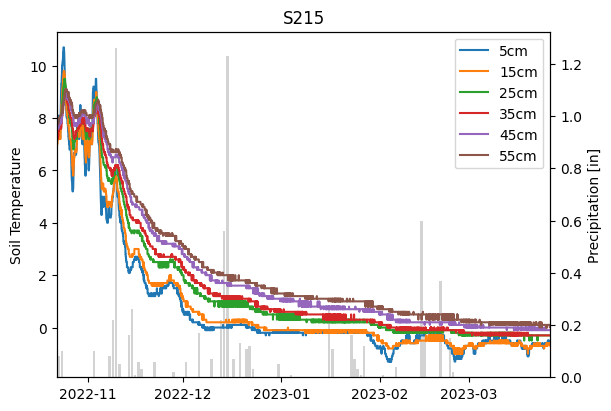 S215
Soil Temperature
10
8
6
4
2
0
5cm
15cm
25cm
35cm
45cm
55cm
1.2
1.0
0.8
0.6
0.4
0.2
0.0
Precipitation [in]
2022-11
2022-12
2023-01
2023-02
2023-03